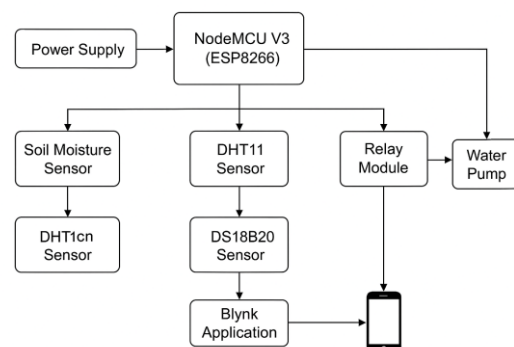 Power Supply
NodeMCU V3
(ESP8266)
Soil Moisture
Sensor
DHT11
Sensor
Relay
Module
Water
Pump
DHT1cn
Sensor
DS18B20
Sensor
Blynk
Application